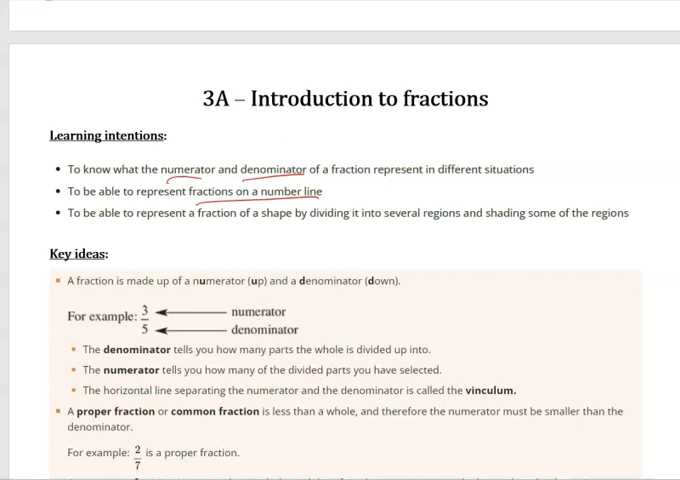 3A – Introduction to fractions
Learning intentions:
• To know what the numerator and denominator of a fraction represent in different situations
• To be able to represent fractions on a number line
• To be able to represent a fraction of a shape by dividing it into several regions and shading some of the regions
Key ideas:
▪ A fraction is made up of a numerator (up) and a denominator (down).
For example: 3/5 numerator
denominator
• The denominator tells you how many parts the whole is divided up into.
• The numerator tells you how many of the divided parts you have selected.
• The horizontal line separating the numerator and the denominator is called the vinculum.
▪ A proper fraction or common fraction is less than a whole, and therefore the numerator must be smaller than the
denominator.
For example: 2/7 is a proper fraction.